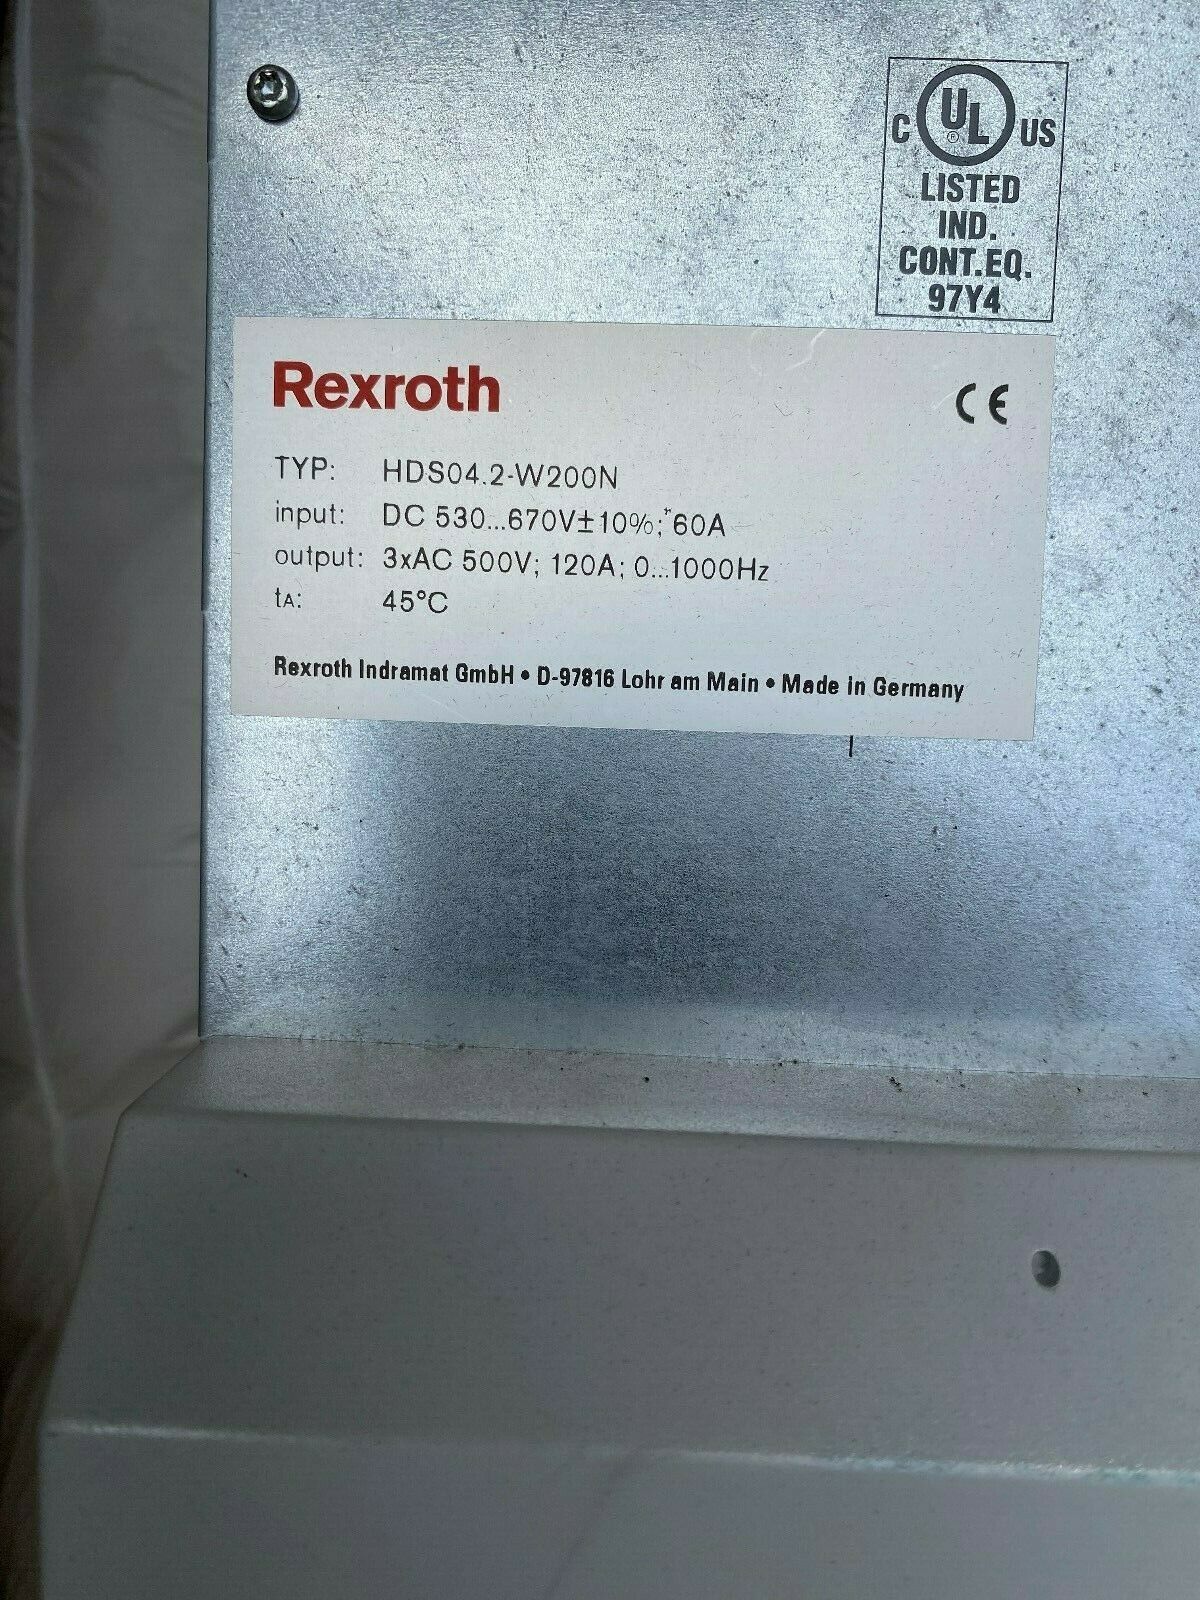 C UL® US
LISTED
IND.
CONT.EQ.
97Y4
Rexroth
CE
TYP: HDS04.2-W200N
input: DC 530...670V±10%; 60A
output: 3xAC 500V; 120A; 0...1000Hz
tA: 45°C
Rexroth Indramat GmbH • D-97816 Lohr am Main • Made in Germany